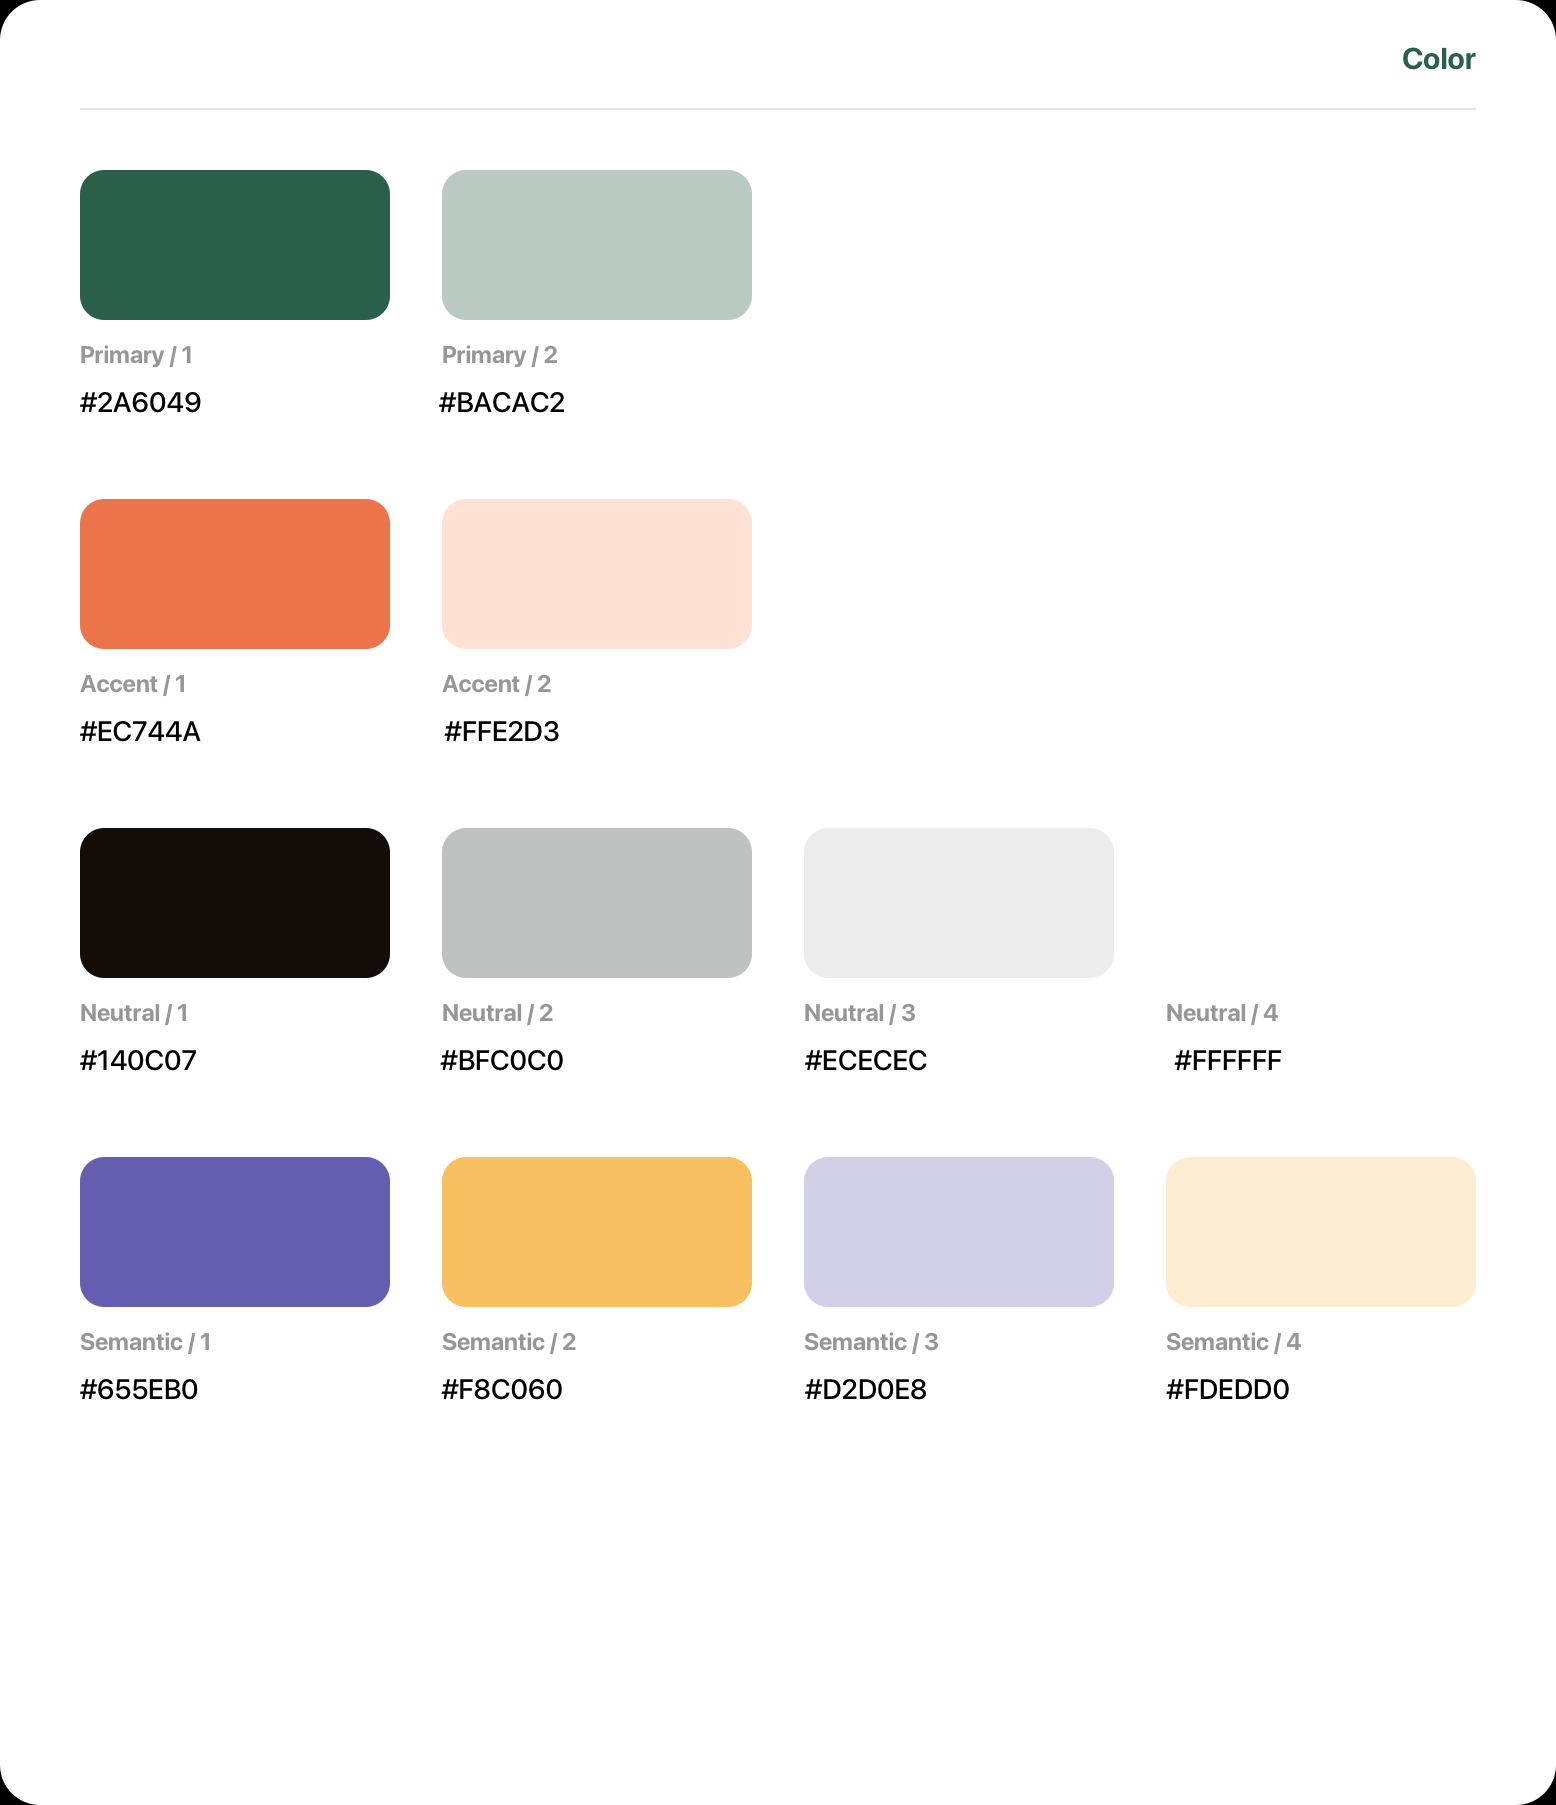 Color
Primary / 1
Primary / 2
#2A6049
#BACAC2
Accent / 1
Accent / 2
#EC744A
#FFE2D3
Neutral / 1
Neutral / 2
Neutral / 3
Neutral / 4
#140C07
#BFC0C0
#ECECEC
#FFFFFF
Semantic / 1
Semantic / 2
Semantic / 3
Semantic / 4
#655EB0
#F8C060
#D2D0E8
#FDEDD0